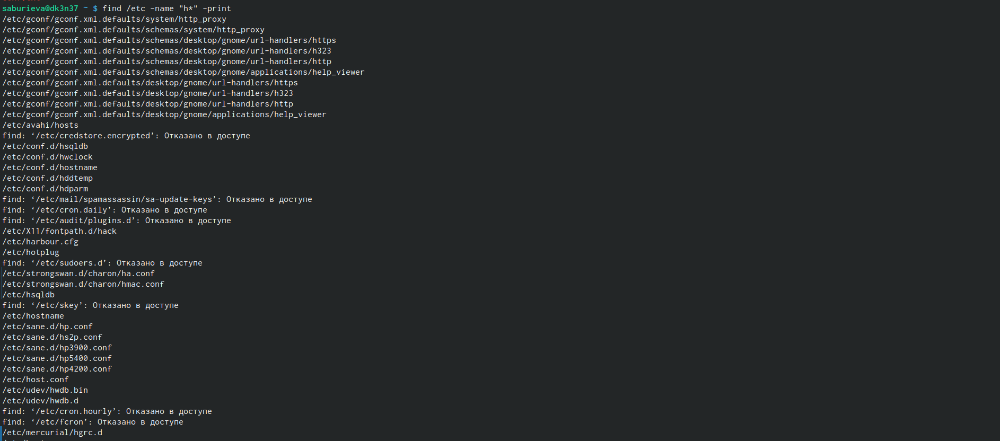 saburieva@dk3n37 ~ $ find /etc -name "h*" -print
/etc/gconf/gconf.xml.defaults/system/http_proxy
/etc/gconf/gconf.xml.defaults/schemas/system/http_proxy
/etc/gconf/gconf.xml.defaults/schemas/desktop/gnome/url-handlers/https
/etc/gconf/gconf.xml.defaults/schemas/desktop/gnome/url-handlers/h323
/etc/gconf/gconf.xml.defaults/schemas/desktop/gnome/url-handlers/http
/etc/gconf/gconf.xml.defaults/schemas/desktop/gnome/applications/help_viewer
/etc/gconf/gconf.xml.defaults/desktop/gnome/url-handlers/https
/etc/gconf/gconf.xml.defaults/desktop/gnome/url-handlers/h323
/etc/gconf/gconf.xml.defaults/desktop/gnome/url-handlers/http
/etc/gconf/gconf.xml.defaults/desktop/gnome/applications/help_viewer
/etc/avahi/hosts
find: ‘/etc/credstore.encrypted’: Отказано в доступе
/etc/conf.d/hsqldb
/etc/conf.d/hwclock
/etc/conf.d/hostname
/etc/conf.d/hddtemp
/etc/conf.d/hdparm
find: ‘/etc/mail/spamassassin/sa-update-keys’: Отказано в доступе
find: ‘/etc/cron.daily’: Отказано в доступе
find: ‘/etc/audit/plugins.d’: Отказано в доступе
/etc/X11/fontpath.d/hack
/etc/harbour.cfg
/etc/hotplug
find: ‘/etc/sudoers.d’: Отказано в доступе
/etc/strongswan.d/charon/ha.conf
/etc/strongswan.d/charon/hmac.conf
/etc/hsqldb
find: ‘/etc/skey’: Отказано в доступе
/etc/hostname
/etc/sane.d/hp.conf
/etc/sane.d/hs2p.conf
/etc/sane.d/hp3900.conf
/etc/sane.d/hp5400.conf
/etc/sane.d/hp4200.conf
/etc/host.conf
/etc/udev/hwdb.bin
/etc/udev/hwdb.d
find: ‘/etc/cron.hourly’: Отказано в доступе
find: ‘/etc/fcron’: Отказано в доступе
/etc/mercurial/hgrc.d